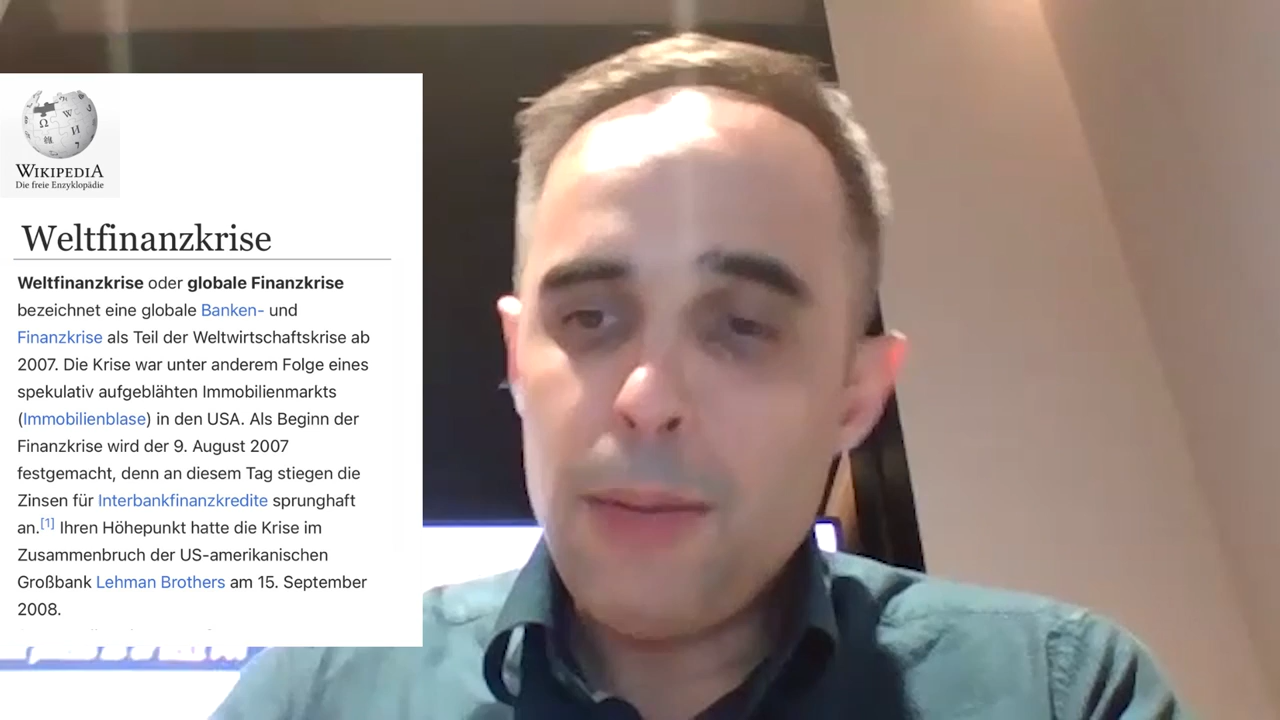 WIKIPEDIA
Die freie Enzyklopädie
Weltfinanzkrise
Weltfinanzkrise oder globale Finanzkrise
bezeichnet eine globale Banken- und
Finanzkrise als Teil der Weltwirtschaftskrise ab
2007. Die Krise war unter anderem Folge eines
spekulativ aufgeblähten Immobilienmarkts
(Immobilienblase) in den USA. Als Beginn der
Finanzkrise wird der 9. August 2007
festgemacht, denn an diesem Tag stiegen die
Zinsen für Interbankfinanzkredite sprunghaft
an.[1] Ihren Höhepunkt hatte die Krise im
Zusammenbruch der US-amerikanischen
Großbank Lehman Brothers am 15. September
2008.